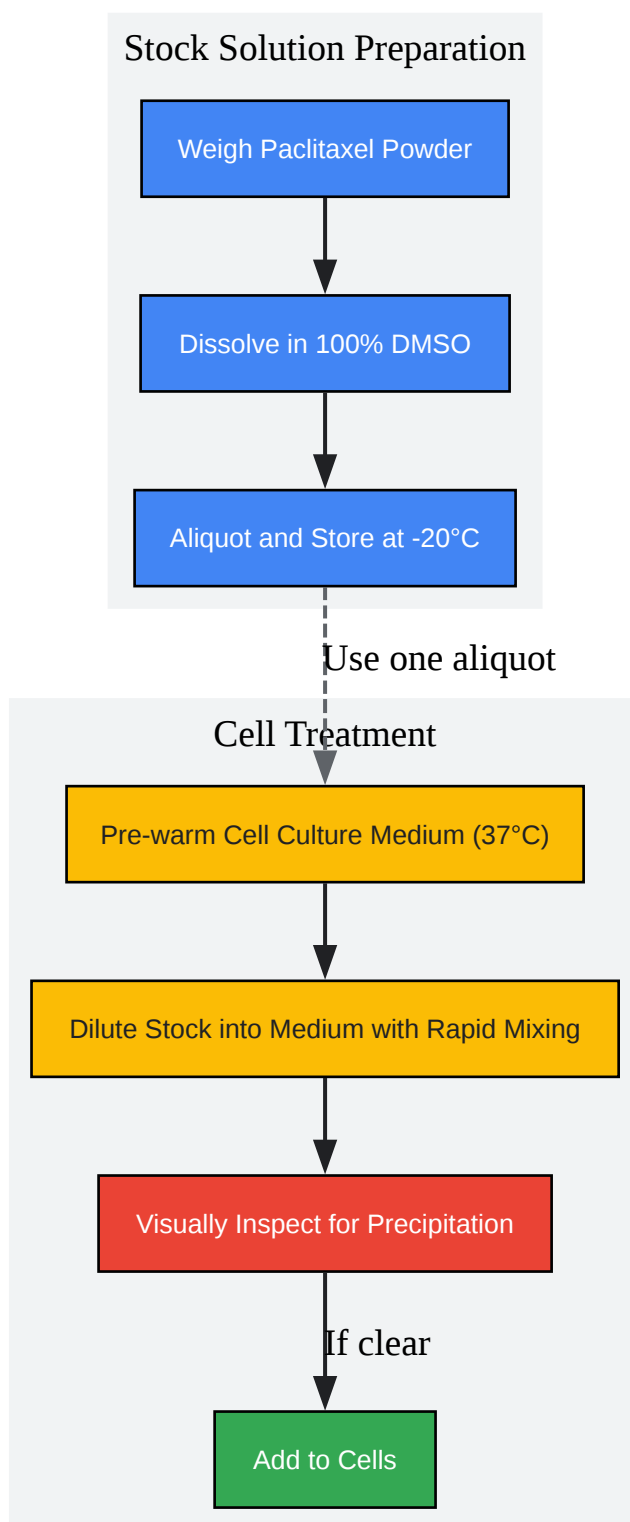 Stock Solution Preparation
Weigh Paclitaxel Powder
Dissolve in 100% DMSO
Aliquot and Store at -20°C
Use one aliquot
Cell Treatment
Pre-warm Cell Culture Medium (37°C)
Dilute Stock into Medium with Rapid Mixing
Visually Inspect for Precipitation
If clear
Add to Cells